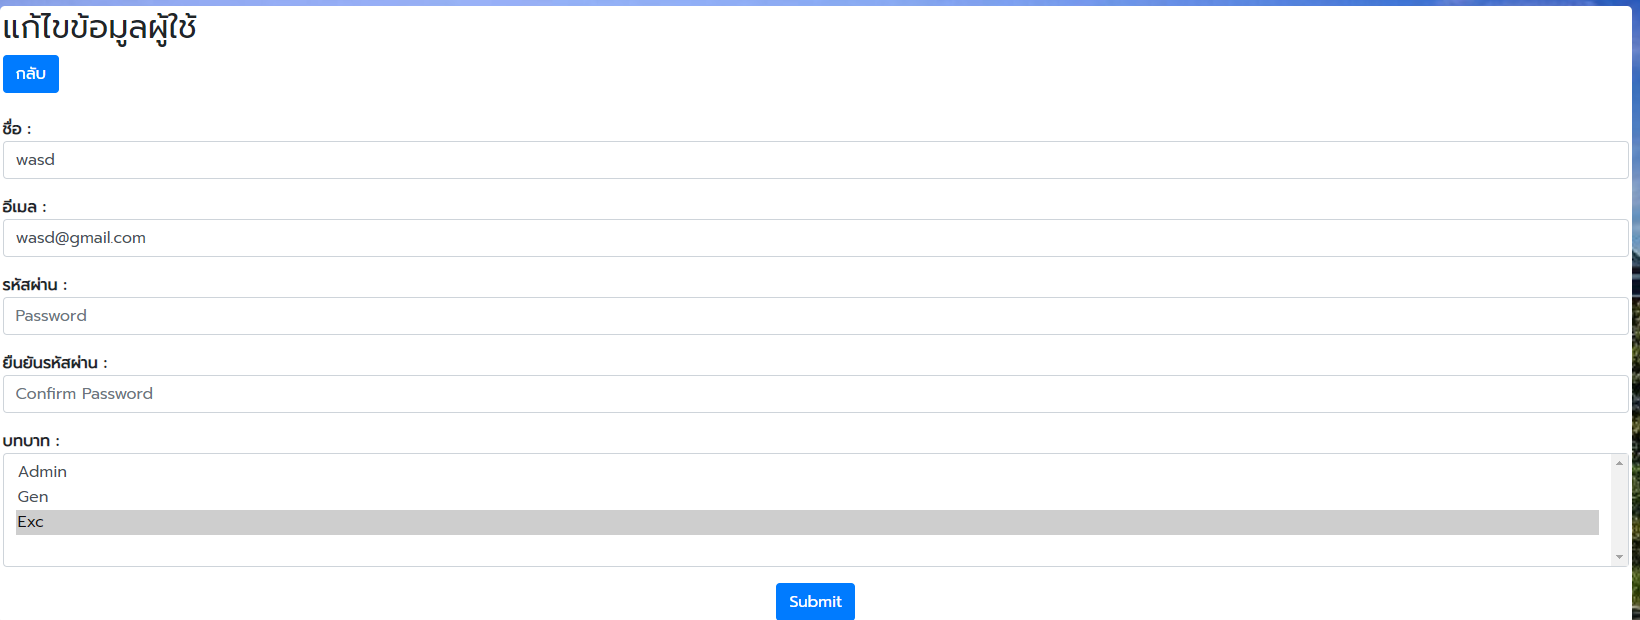 แก้ไขข้อมูลผู้ใช้
กลับ
ชื่อ :
wasd
อีเมล :
wasd@gmail.com
รหัสผ่าน :
Password
ยืนยันรหัสผ่าน :
Confirm Password
บทบาท :
Admin
Gen
Exc
Submit